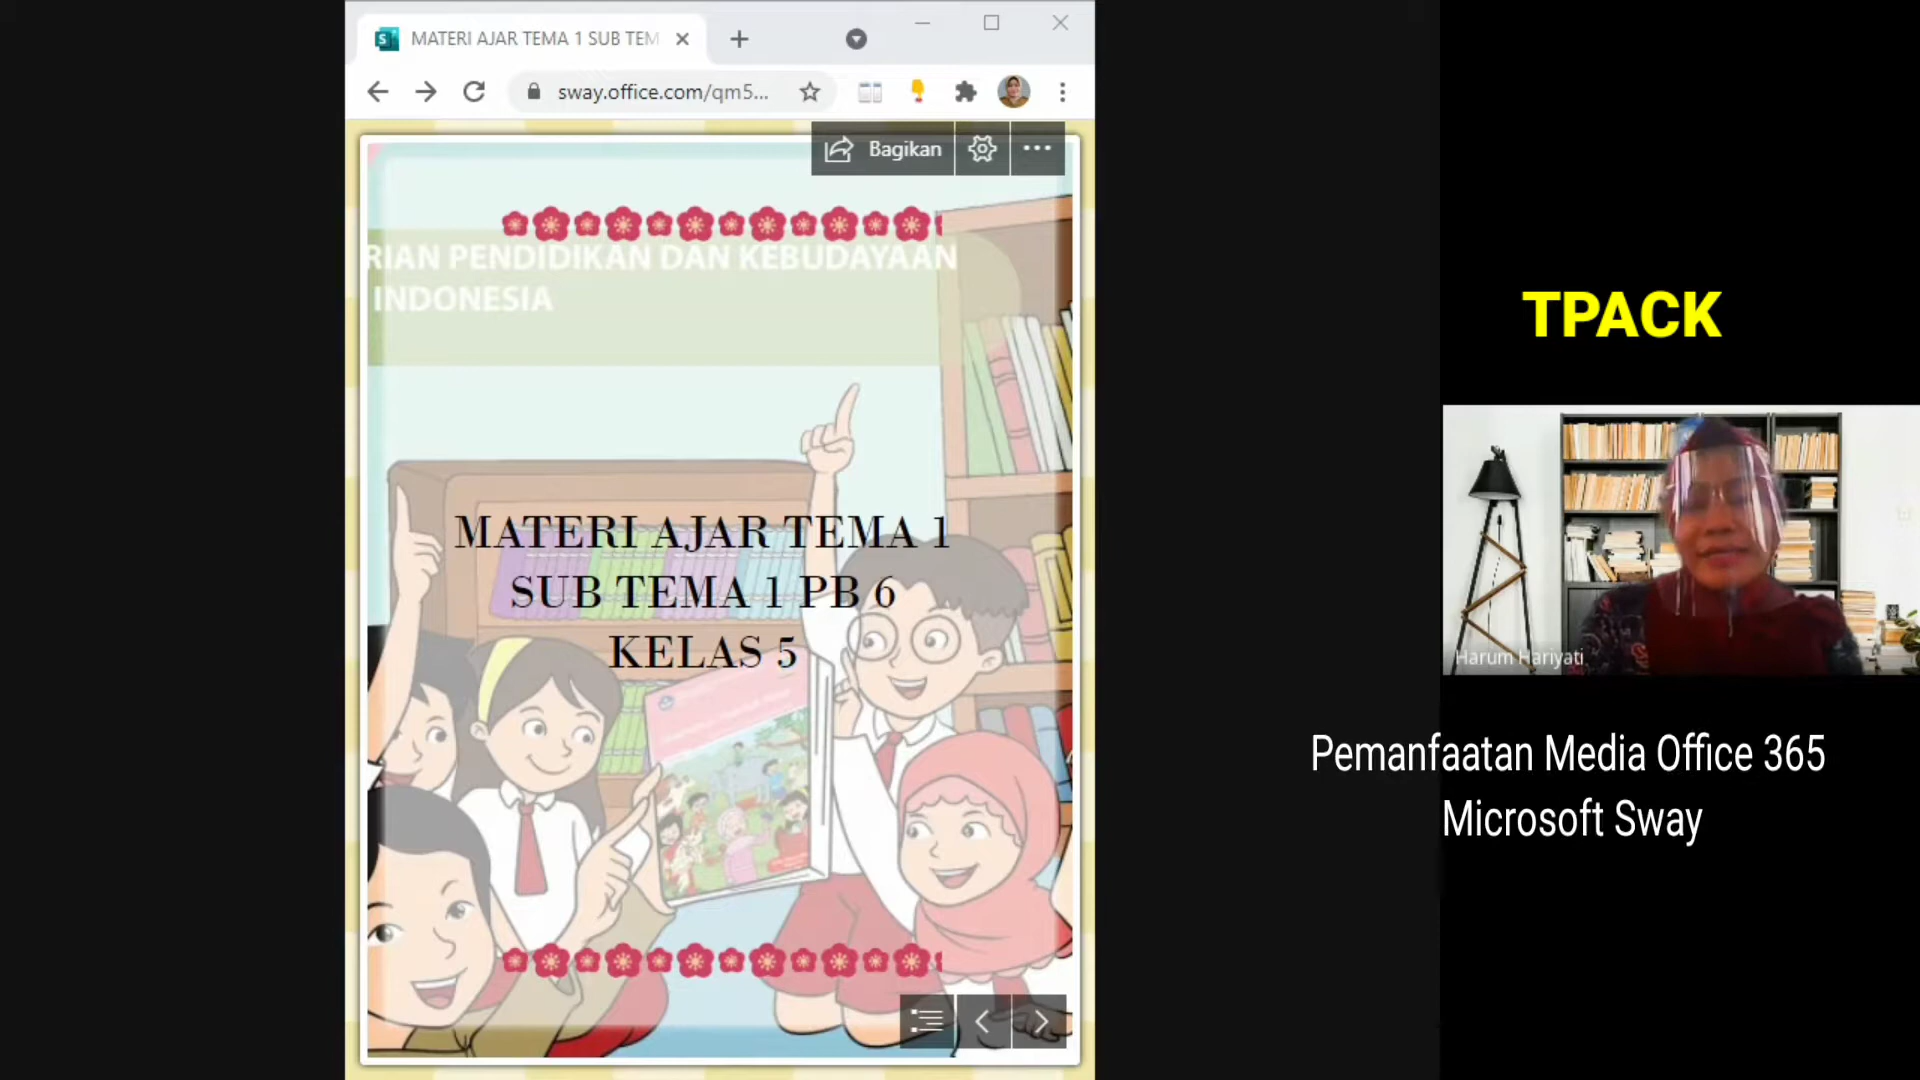 MATERI AJAR TEMA 1 SUB TEM
sway.office.com/qm5...
Bagikan
RIAN PENDIDIKAN DAN KEBUDAYAAN
INDONESIA
MATERI AJAR TEMA 1
SUB TEMA 1 PB 6
KELAS 5
TPACK
Harum Hariyati
Pemanfaatan Media Office 365
Microsoft Sway